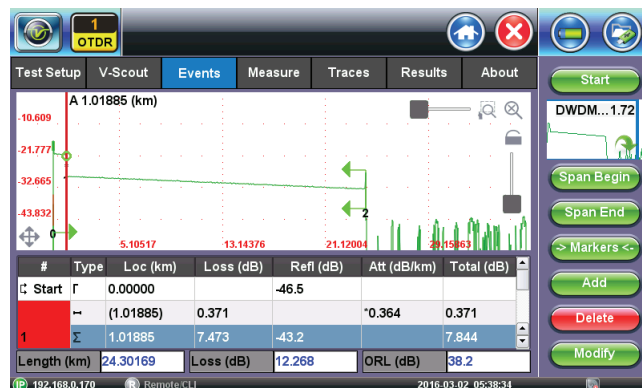 1
OTDR
Test Setup V-Scout Events Measure Traces Results About
Start
A 1.01885 (km)
DWDM...1.72
-10.609
-21.777
-32.665
-43.832
1
2
0
5.10517 13.14376 21.12004 29.15863
Span Begin
Span End
-> Markers <-
Add
Delete
Modify
# Type Loc (km) Loss (dB) Refl (dB) Att (dB/km) Total (dB)
Start Γ 0.00000 -46.5
(1.01885) 0.371 *0.364 0.371
1 Σ 1.01885 7.473 -43.2 7.844
Length (km) 24.30169 Loss (dB) 12.268 ORL (dB) 38.2
IP 192.168.0.170 R Remote CLI 2016-03-02 05:38:34